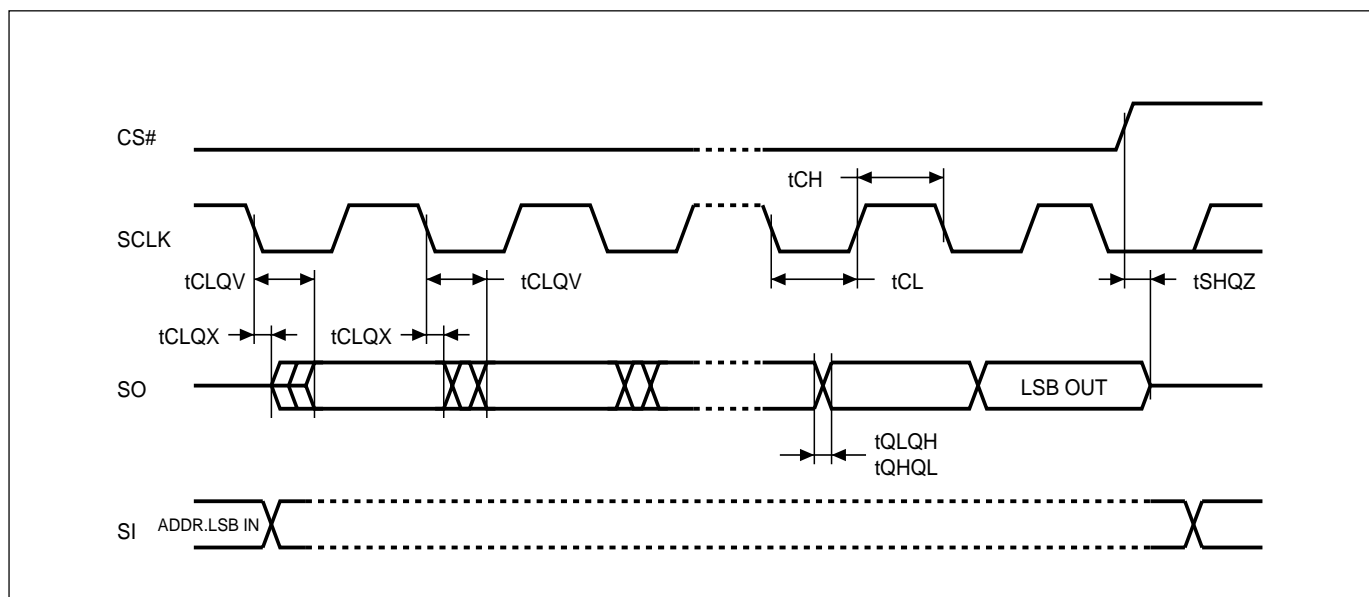 CS#
tCH
SCLK
tCLQV
tCLQV
tCL
tSHQZ
tCLQX
tCLQX
SO
LSB OUT
tQLQH
tQHQL
SI
ADDR.LSB IN